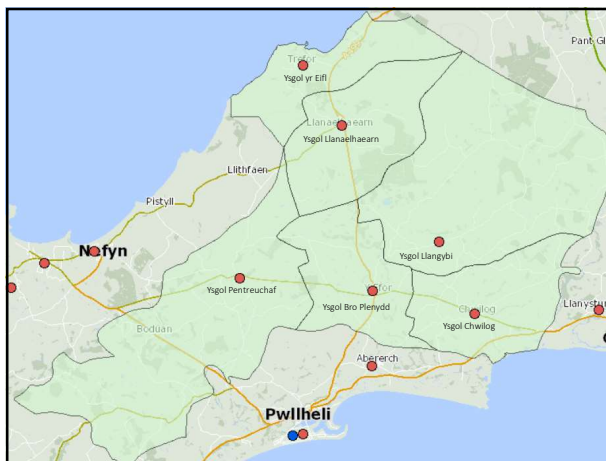 Pant Gl
Trefor
Ysgol yr Eifl
Llanaelhaearn
Ysgol Llanaelhaearn
Llithfaen
Pistyll
Nefyn
Ysgol Llangybi
Ysgol Pentreuchaf
Ysgol Bro Plenydd
Chwilog
Ysgol Chwilog
Llanystum
Boduan
Abererch
Pwllheli